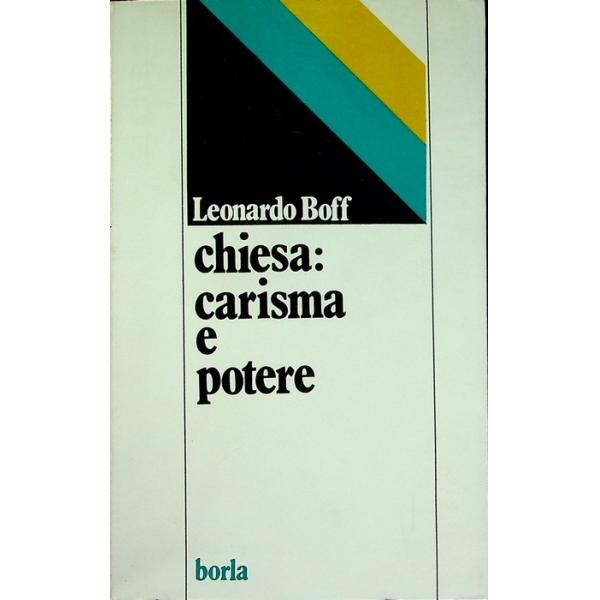 Leonardo Boff
chiesa:
carisma
e
potere
borla